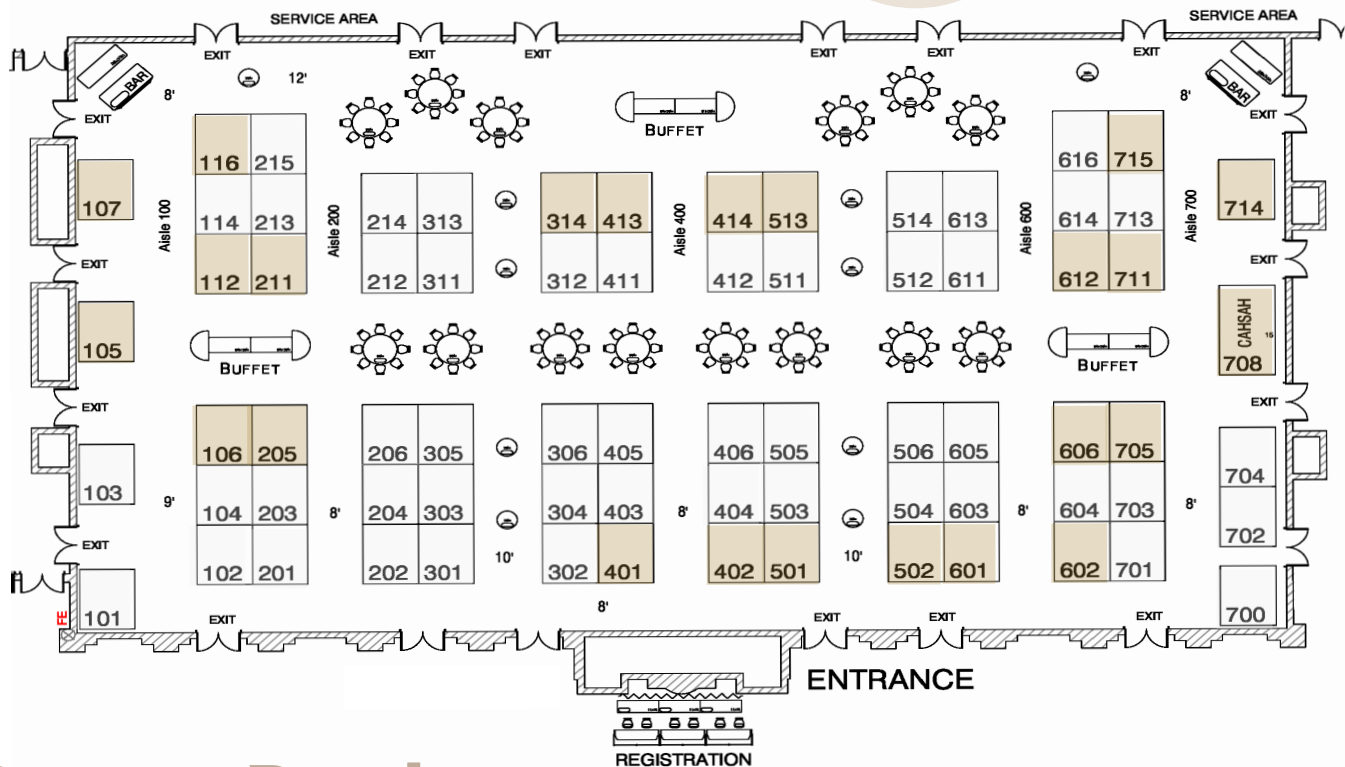 SERVICE AREA
SERVICE AREA
EXIT
EXIT
EXIT
EXIT
EXIT
EXIT
BAR
8'
12'
8'
BAR
EXIT
BUFFET
EXIT
116 215
616 715
107
114 213
214 313
314 413
414 513
514 613
614 713
714
Aisle 100
Aisle 200
Aisle 400
Aisle 600
Aisle 700
EXIT
EXIT
112 211
212 311
312 411
412 511
512 611
612 711
105
BUFFET
BUFFET
CAHSAH
15
708
EXIT
EXIT
106 205
206 305
306 405
406 505
506 605
606 705
704
103
9'
104 203
8'
204 303
304 403
8'
404 503
504 603
8'
604 703
8'
702
EXIT
10'
10'
102 201
202 301
302 401
402 501
502 601
602 701
101
8'
700
FE
EXIT
EXIT
EXIT
EXIT
ENTRANCE
REGISTRATION